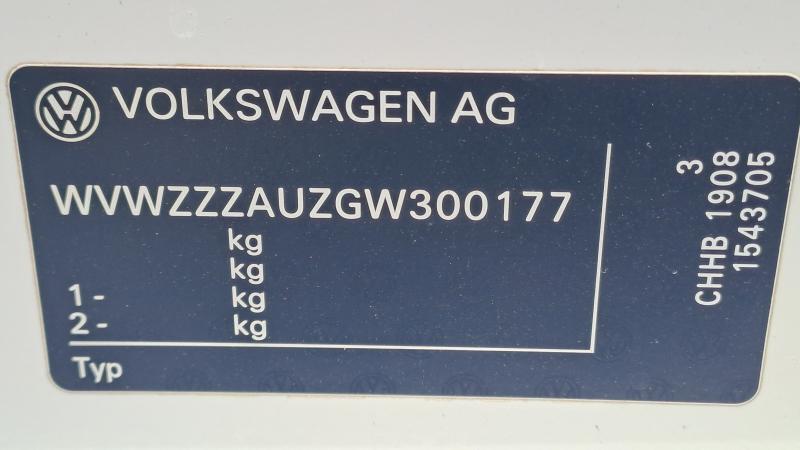 VOLKSWAGEN AG
WVWZZZAUZGW300177
kg
kg
1 - kg
2 - kg
Typ
3
CHHB 1908
1543705